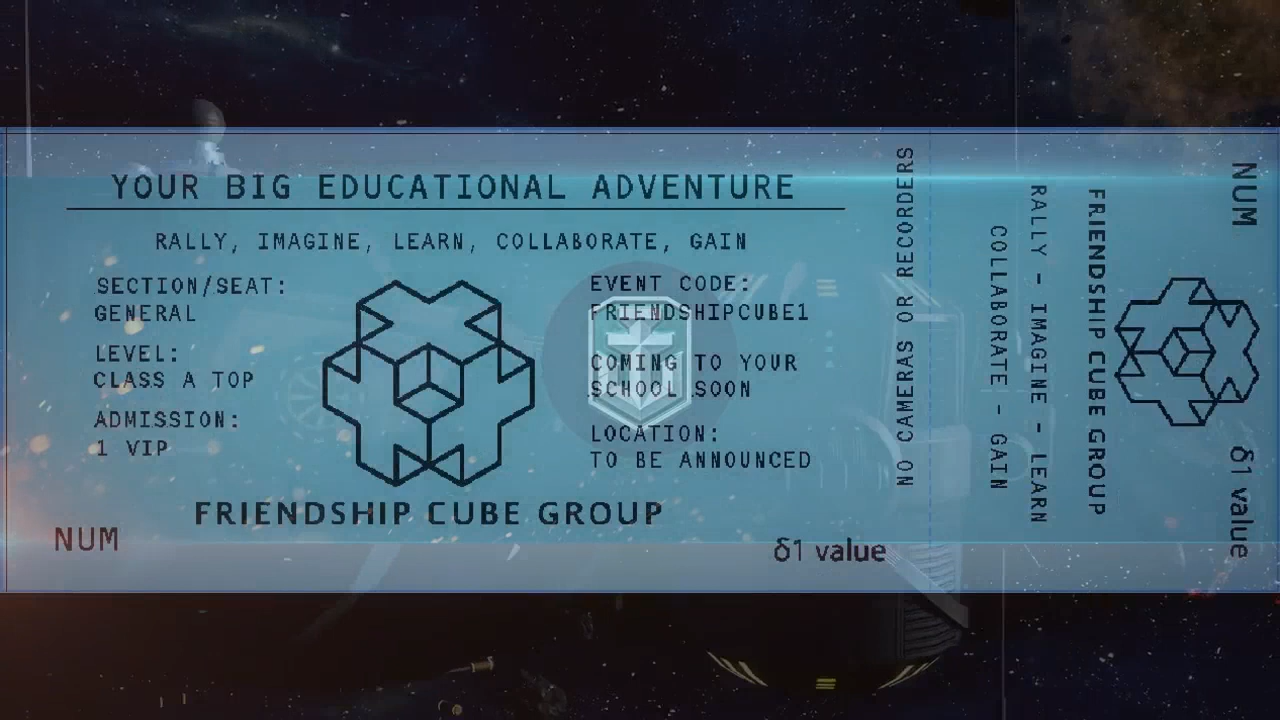 YOUR BIG EDUCATIONAL ADVENTURE
RALLY, IMAGINE, LEARN, COLLABORATE, GAIN
SECTION/SEAT:
GENERAL
LEVEL:
CLASS A TOP
ADMISSION:
1 VIP
EVENT CODE:
FRIENDSHIPCUBE1
COMING TO YOUR
SCHOOL SOON
LOCATION:
TO BE ANNOUNCED
FRIENDSHIP CUBE GROUP
NUM
δ1 value
NO CAMERAS OR RECORDERS
NUM
FRIENDSHIP CUBE GROUP
RALLY - IMAGINE - LEARN
COLLABORATE - GAIN
δ1 value